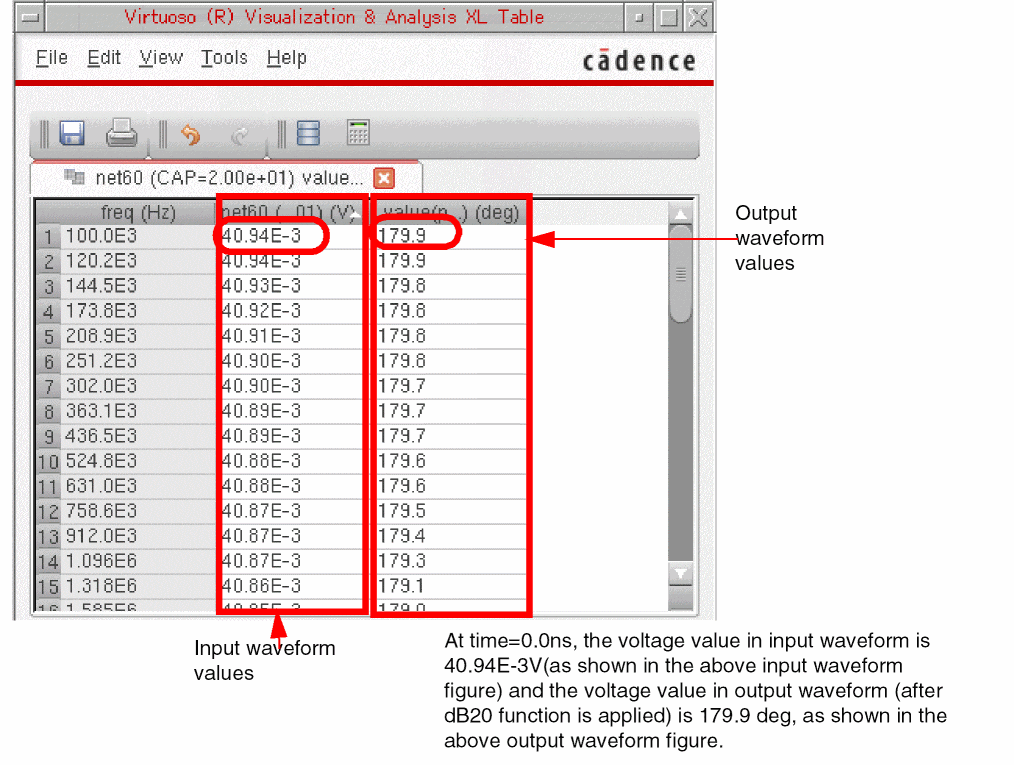 Virtuoso (R) Visualization & Analysis XL Table
File Edit View Tools Help
cādence
net60 (CAP=2.00e+01) value...
freq (Hz) net60 (...01) (V) value(p...) (deg)
1 100.0E3 40.94E-3 179.9
2 120.2E3 40.94E-3 179.9
3 144.5E3 40.93E-3 179.8
4 173.8E3 40.92E-3 179.8
5 208.9E3 40.91E-3 179.8
6 251.2E3 40.90E-3 179.8
7 302.0E3 40.90E-3 179.7
8 363.1E3 40.89E-3 179.7
9 436.5E3 40.89E-3 179.7
10 524.8E3 40.88E-3 179.6
11 631.0E3 40.88E-3 179.6
12 758.6E3 40.87E-3 179.5
13 912.0E3 40.87E-3 179.4
14 1.096E6 40.87E-3 179.3
15 1.318E6 40.86E-3 179.1
16 1.585E6 40.85E-3 179.0
Output
waveform
values
Input waveform
values
At time=0.0ns, the voltage value in input waveform is
40.94E-3V(as shown in the above input waveform
figure) and the voltage value in output waveform (after
dB20 function is applied) is 179.9 deg, as shown in the
above output waveform figure.